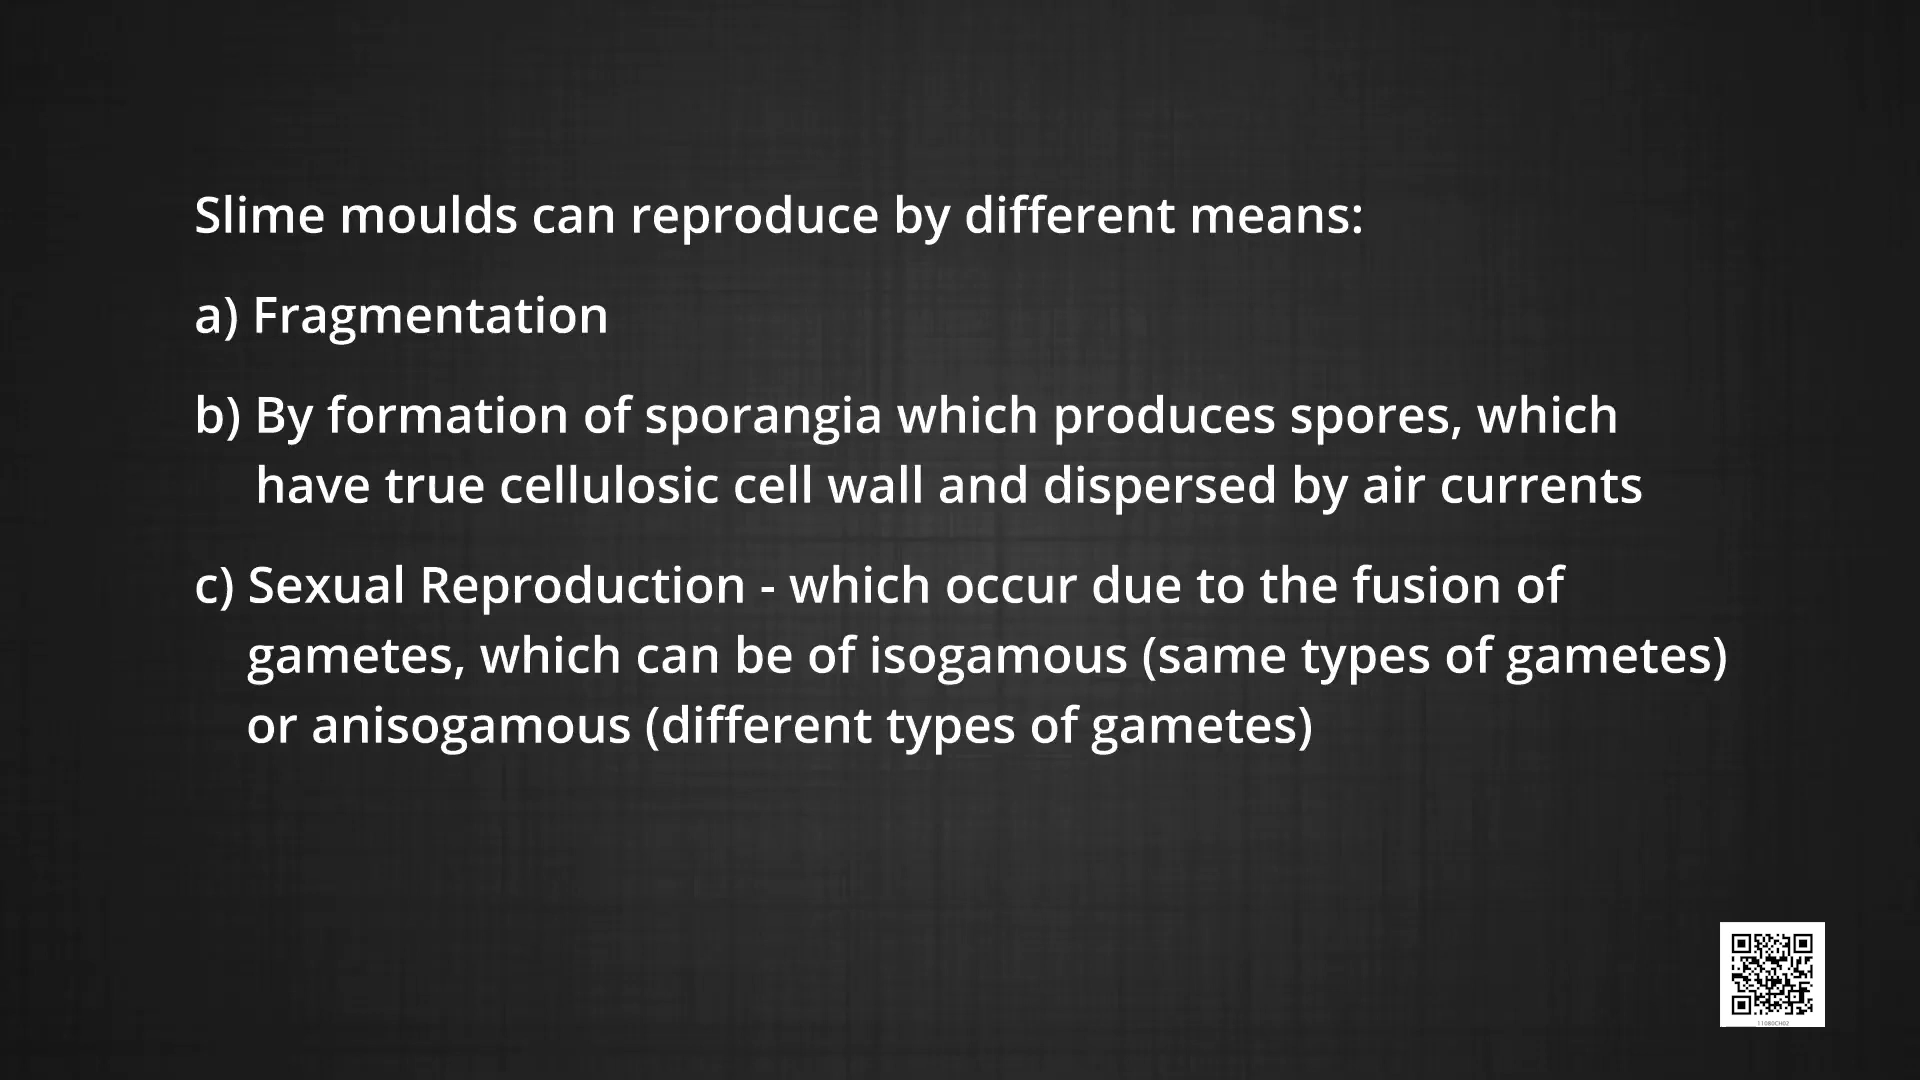 Slime moulds can reproduce by different means:
a) Fragmentation
b) By formation of sporangia which produces spores, which
have true cellulosic cell wall and dispersed by air currents
c) Sexual Reproduction - which occur due to the fusion of
gametes, which can be of isogamous (same types of gametes)
or anisogamous (different types of gametes)
11080CH02